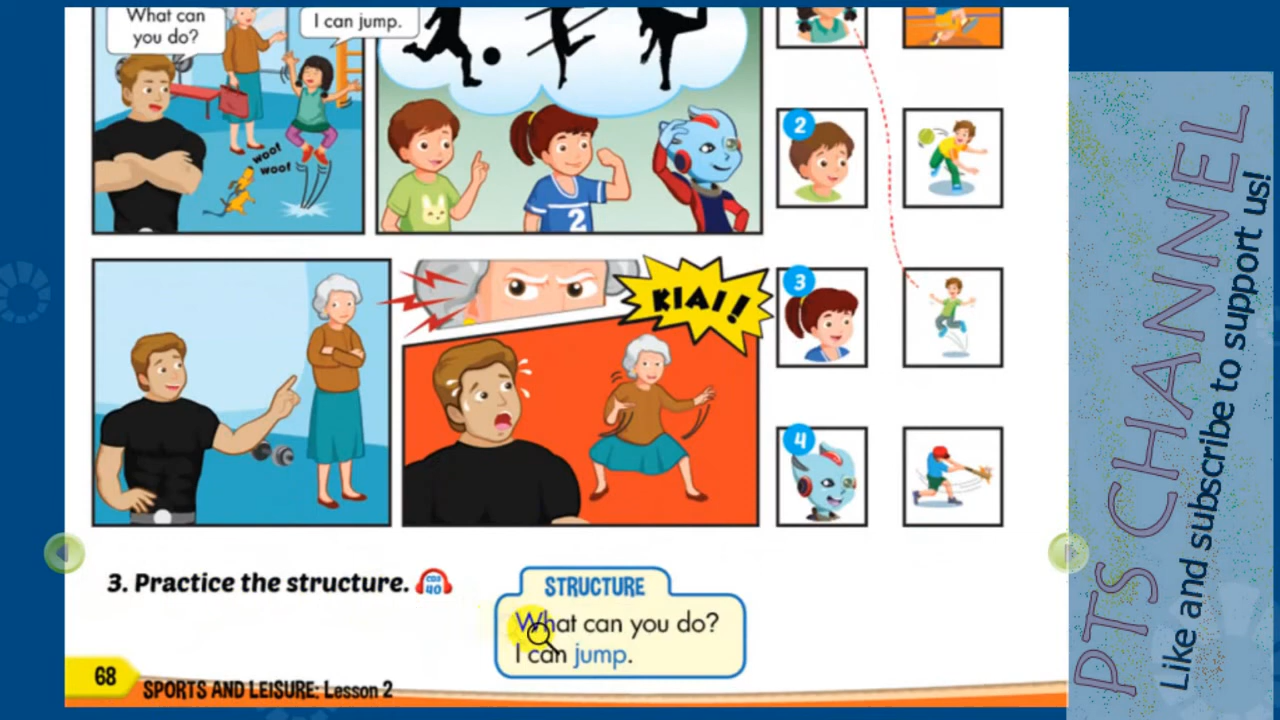 What can
you do?
I can jump.
woof
woof
2
2
KIAI!
3
4
3. Practice the structure.
CD3
40
STRUCTURE
What can you do?
I can jump.
68
SPORTS AND LEISURE: Lesson 2
PTS CHANNEL
Like and subscribe to support us!